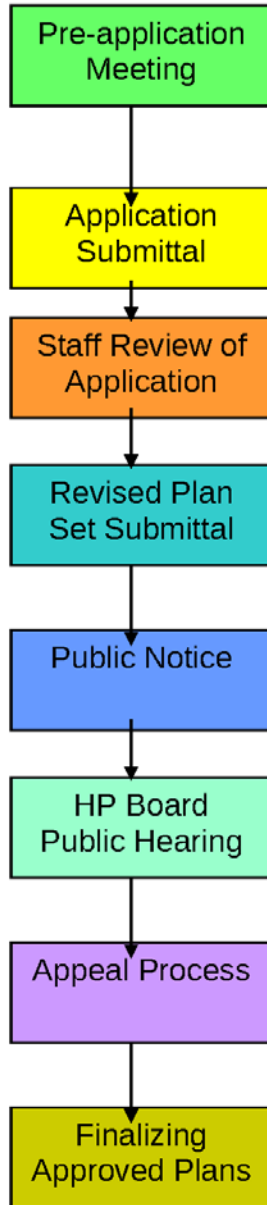 Pre-application
Meeting
Application
Submittal
Staff Review of
Application
Revised Plan
Set Submittal
Public Notice
HP Board
Public Hearing
Appeal Process
Finalizing
Approved Plans